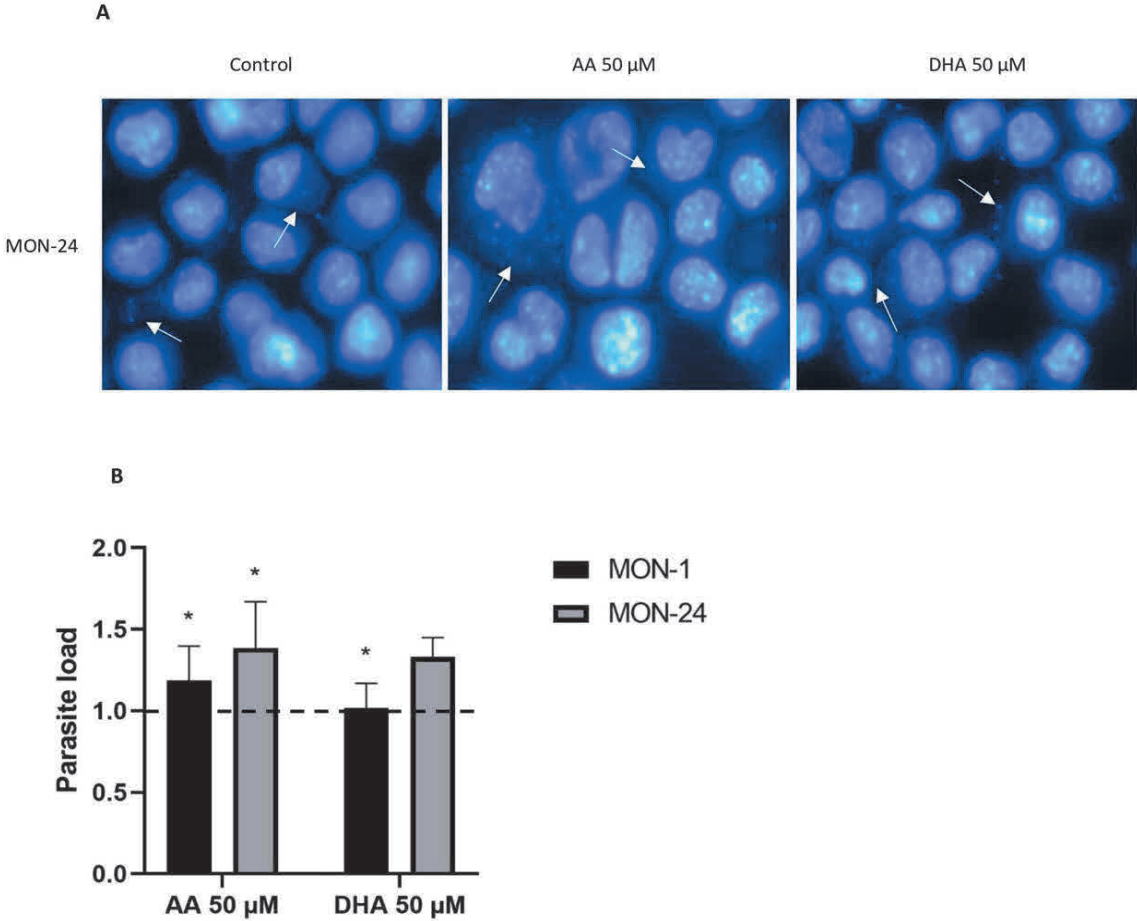 A
Control AA 50 µM DHA 50 µM
MON-24
B
2.0
1.5
1.0
0.5
0.0
Parasite load
* * *
AA 50 µM DHA 50 µM
MON-1
MON-24